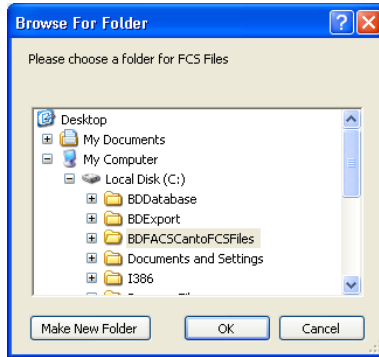 Browse For Folder
Please choose a folder for FCS Files
Desktop
My Documents
My Computer
Local Disk (C:)
BDDatabase
BDExport
BDFACSCantoFCSFiles
Documents and Settings
I386
Make New Folder
OK
Cancel